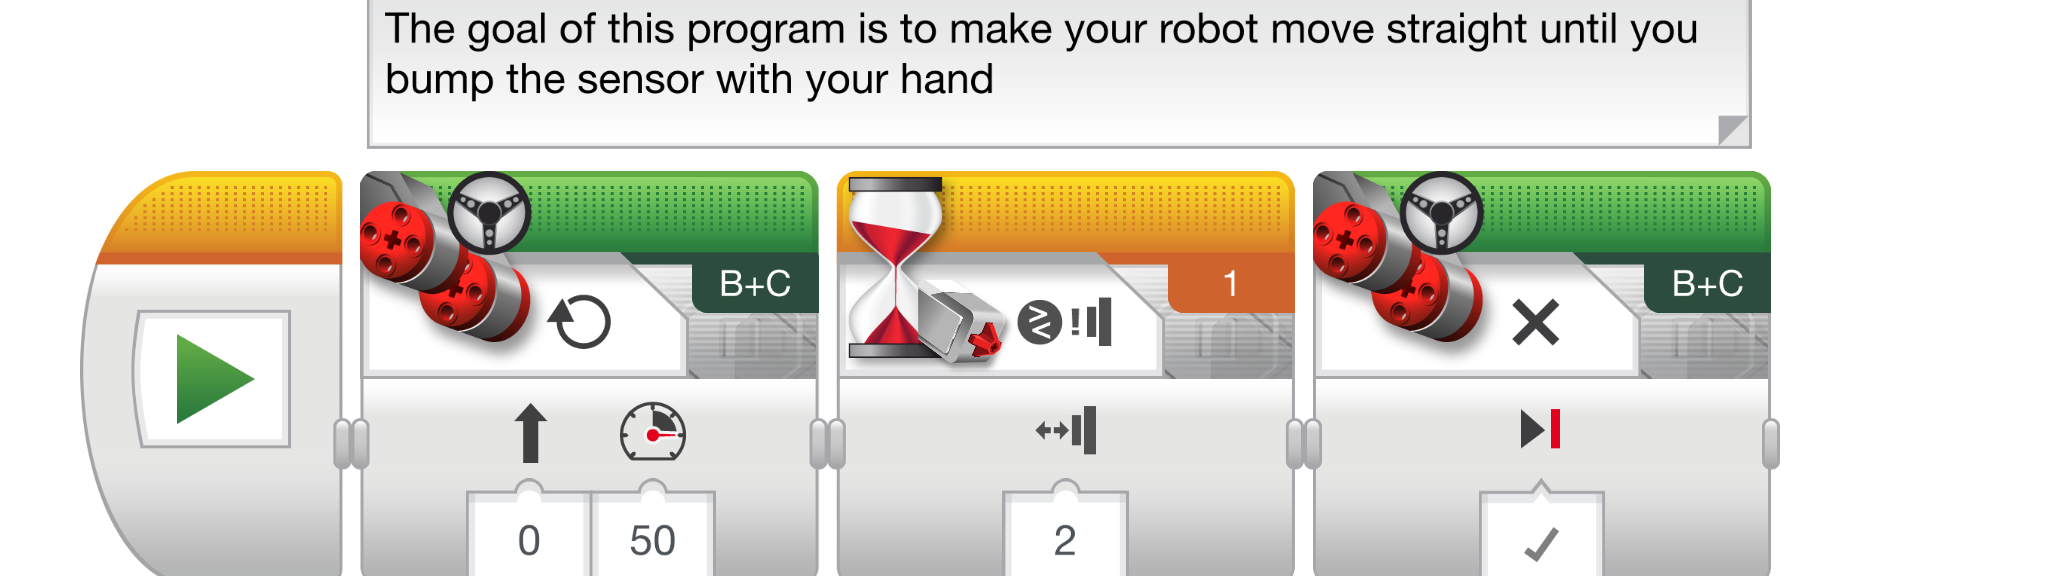 The goal of this program is to make your robot move straight until you
bump the sensor with your hand
B+C
1
B+C
0 50
2